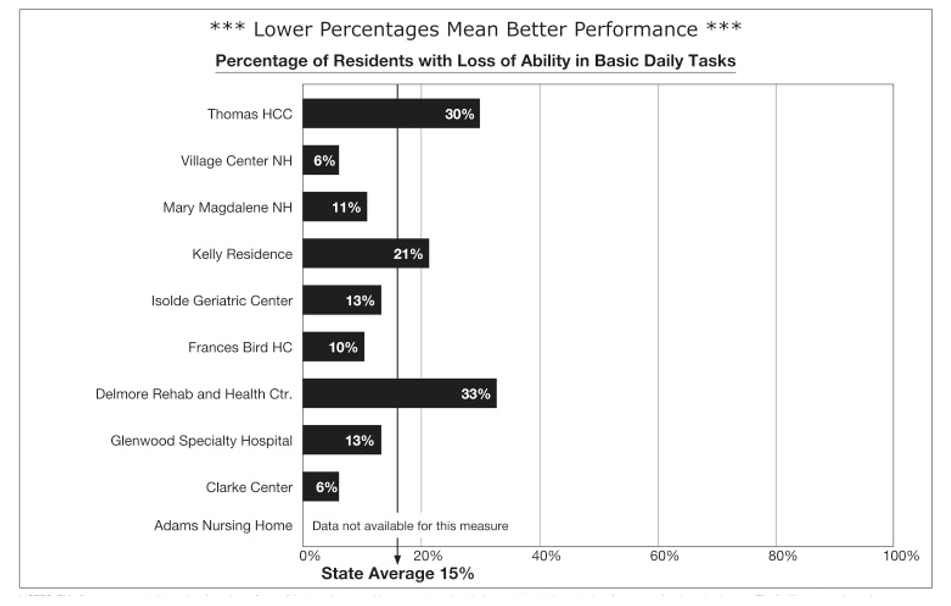 *** Lower Percentages Mean Better Performance ***
Percentage of Residents with Loss of Ability in Basic Daily Tasks
Thomas HCC 30%
Village Center NH 6%
Mary Magdalene NH 11%
Kelly Residence 21%
Isolde Geriatric Center 13%
Frances Bird HC 10%
Delmore Rehab and Health Ctr. 33%
Glenwood Specialty Hospital 13%
Clarke Center 6%
Adams Nursing Home Data not available for this measure
0% 20% 40% 60% 80% 100%
State Average 15%